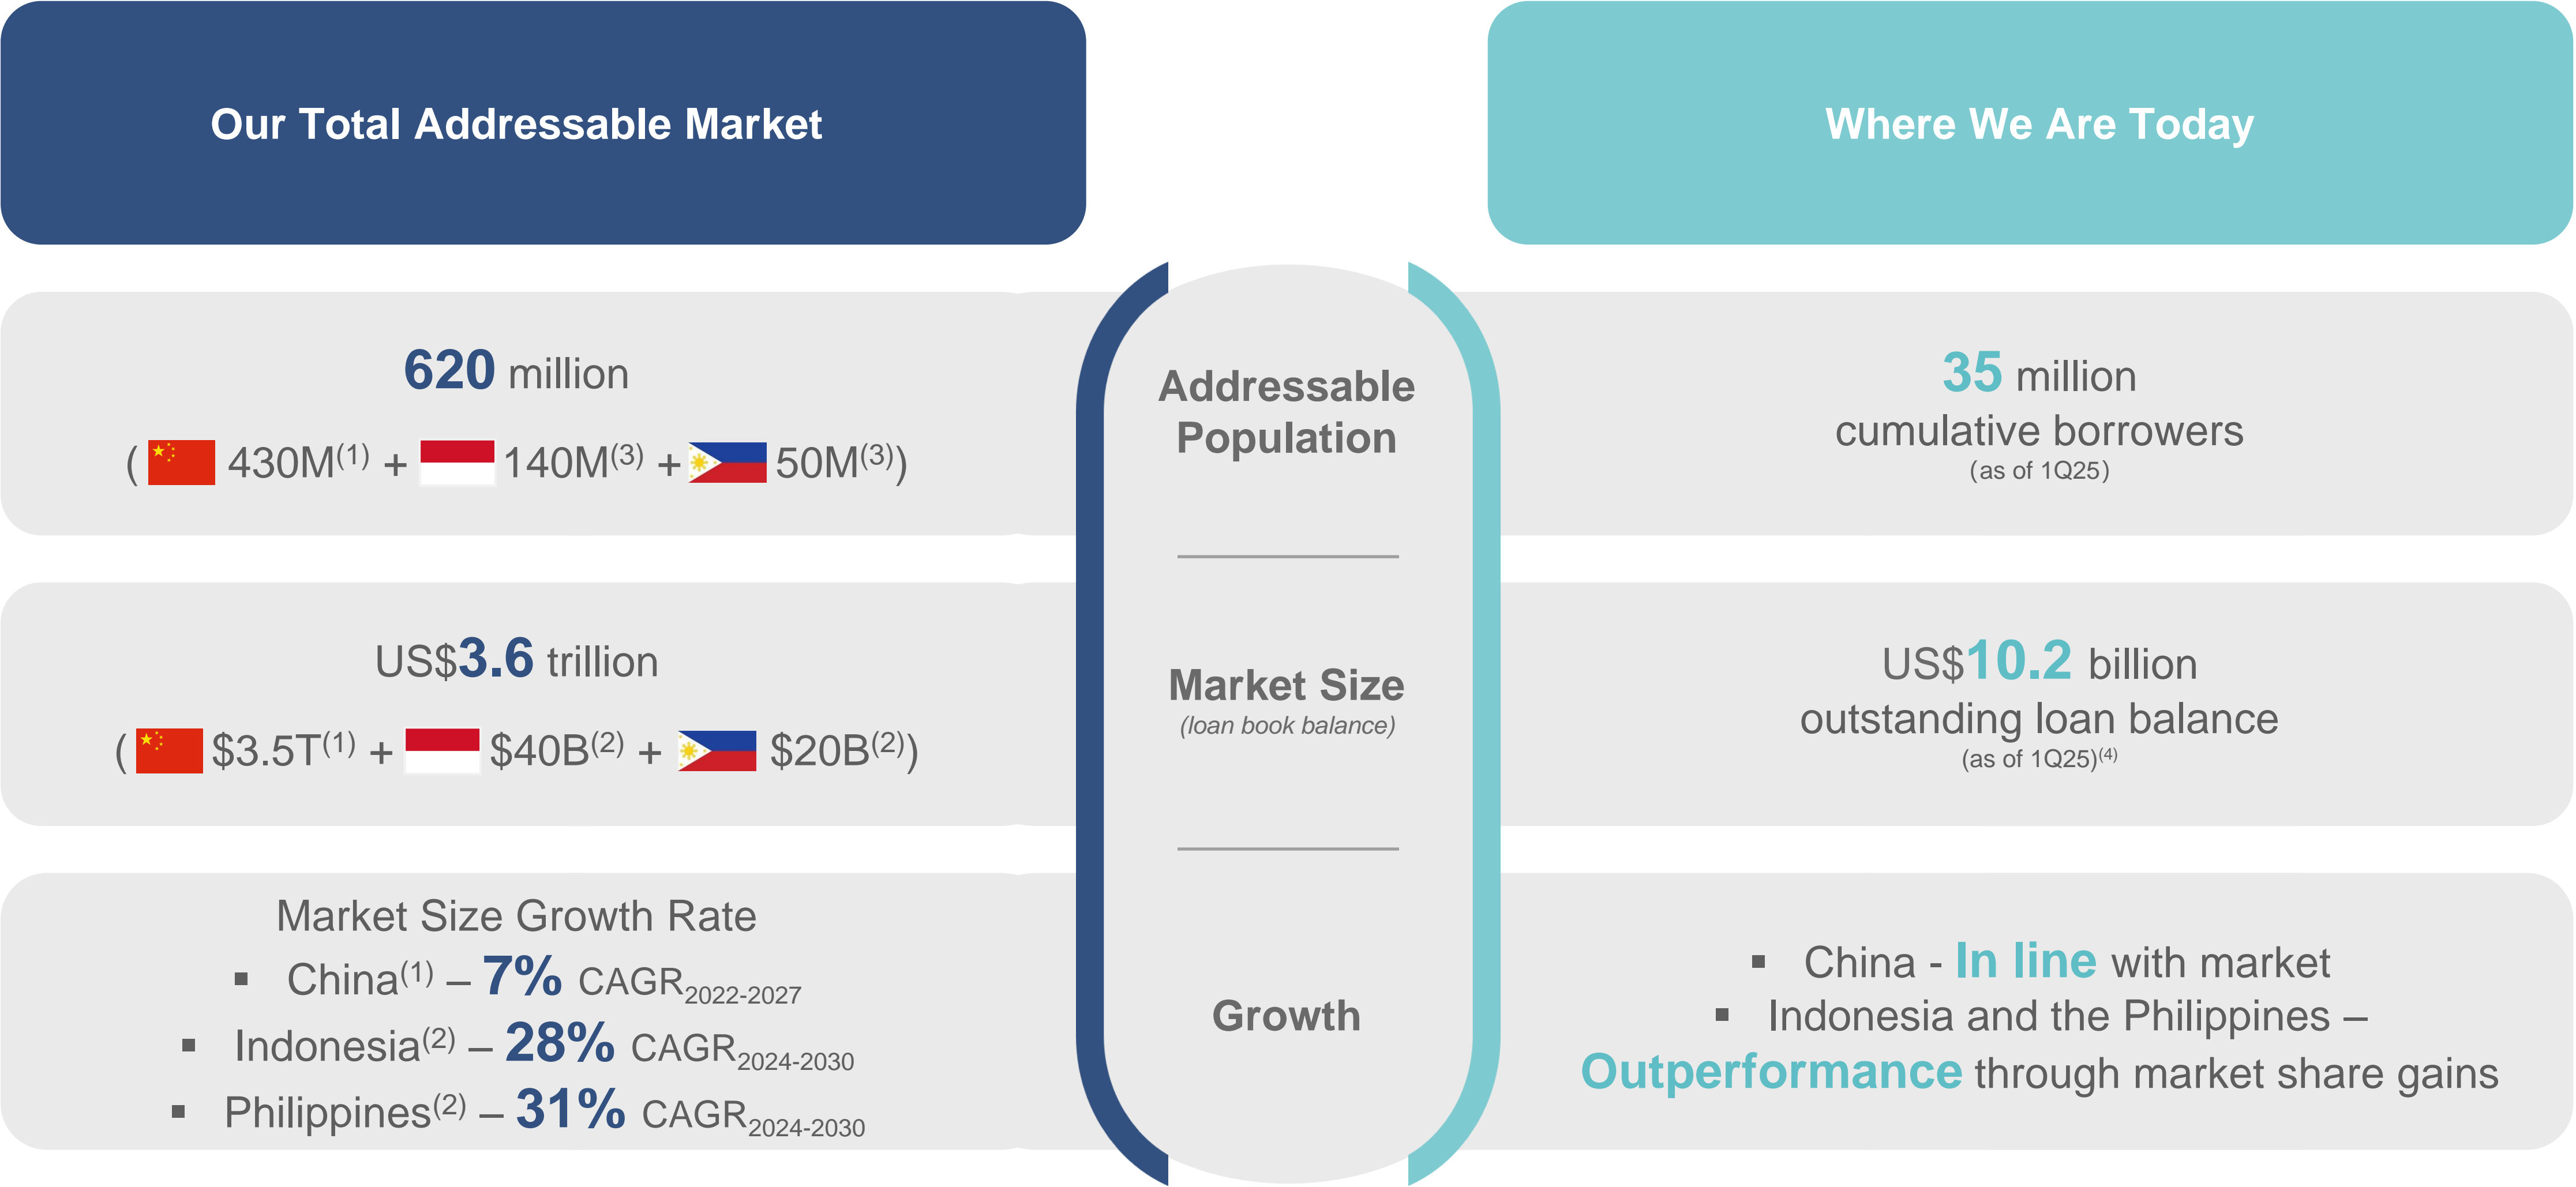 Our Total Addressable Market
Where We Are Today
620 million
( 430M(1) + 140M(3) + 50M(3))
Addressable
Population
35 million
cumulative borrowers
(as of 1Q25)
US$3.6 trillion
( $3.5T(1) + $40B(2) + $20B(2))
Market Size
(loan book balance)
US$10.2 billion
outstanding loan balance
(as of 1Q25)(4)
Market Size Growth Rate
▪ China(1) – 7% CAGR2022-2027
▪ Indonesia(2) – 28% CAGR2024-2030
▪ Philippines(2) – 31% CAGR2024-2030
Growth
▪ China - In line with market
▪ Indonesia and the Philippines –
Outperformance through market share gains